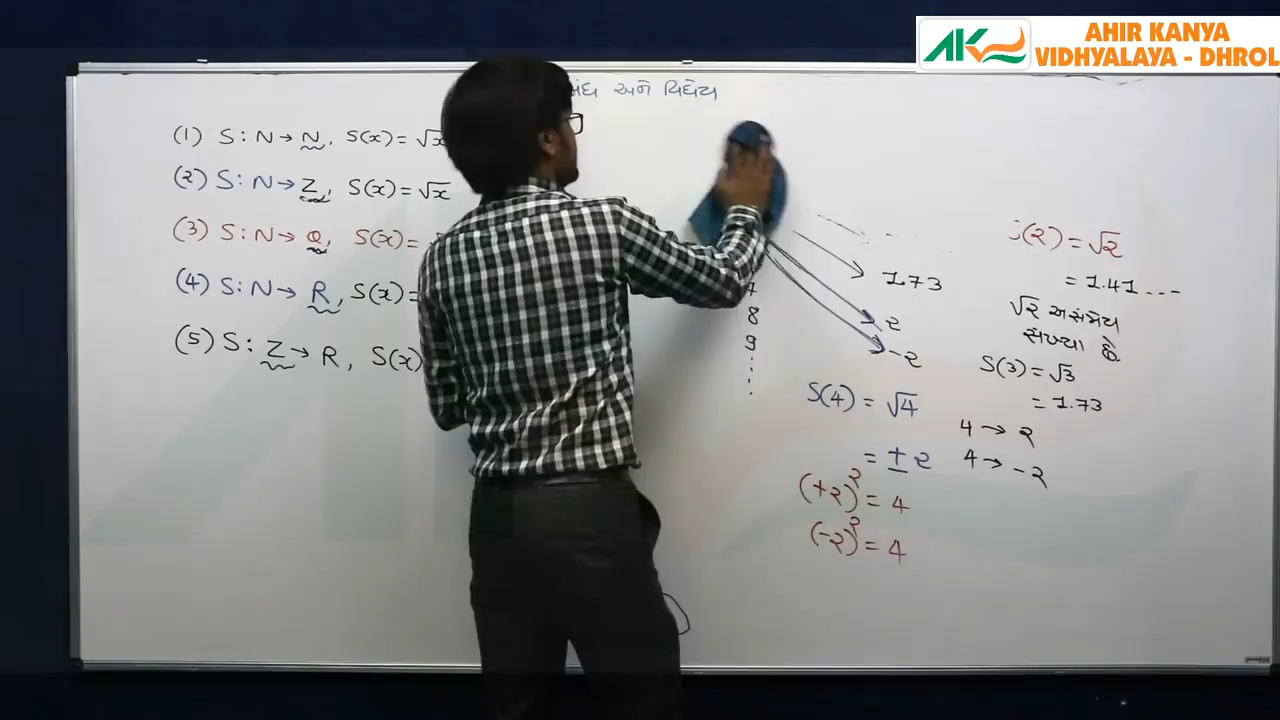 AHIR KANYA
VIDHYALAYA - DHROL
અને વિધેય
(1) S: N → N, S(x) = √x
(2) S: N → Z, S(x) = √x
(3) S: N → Q, S(x) =
(4) S: N → R, S(x) =
(5) S: Z → R, S(x)
8
9
1.73
2
-2
(2) = √2
= 1.41...
√2 અસંમેય
સંખ્યા છે
S(3) = √3
= 1.73
S(4) = √4
= ±2
4 → 2
4 → -2
(+2)² = 4
(-2)² = 4